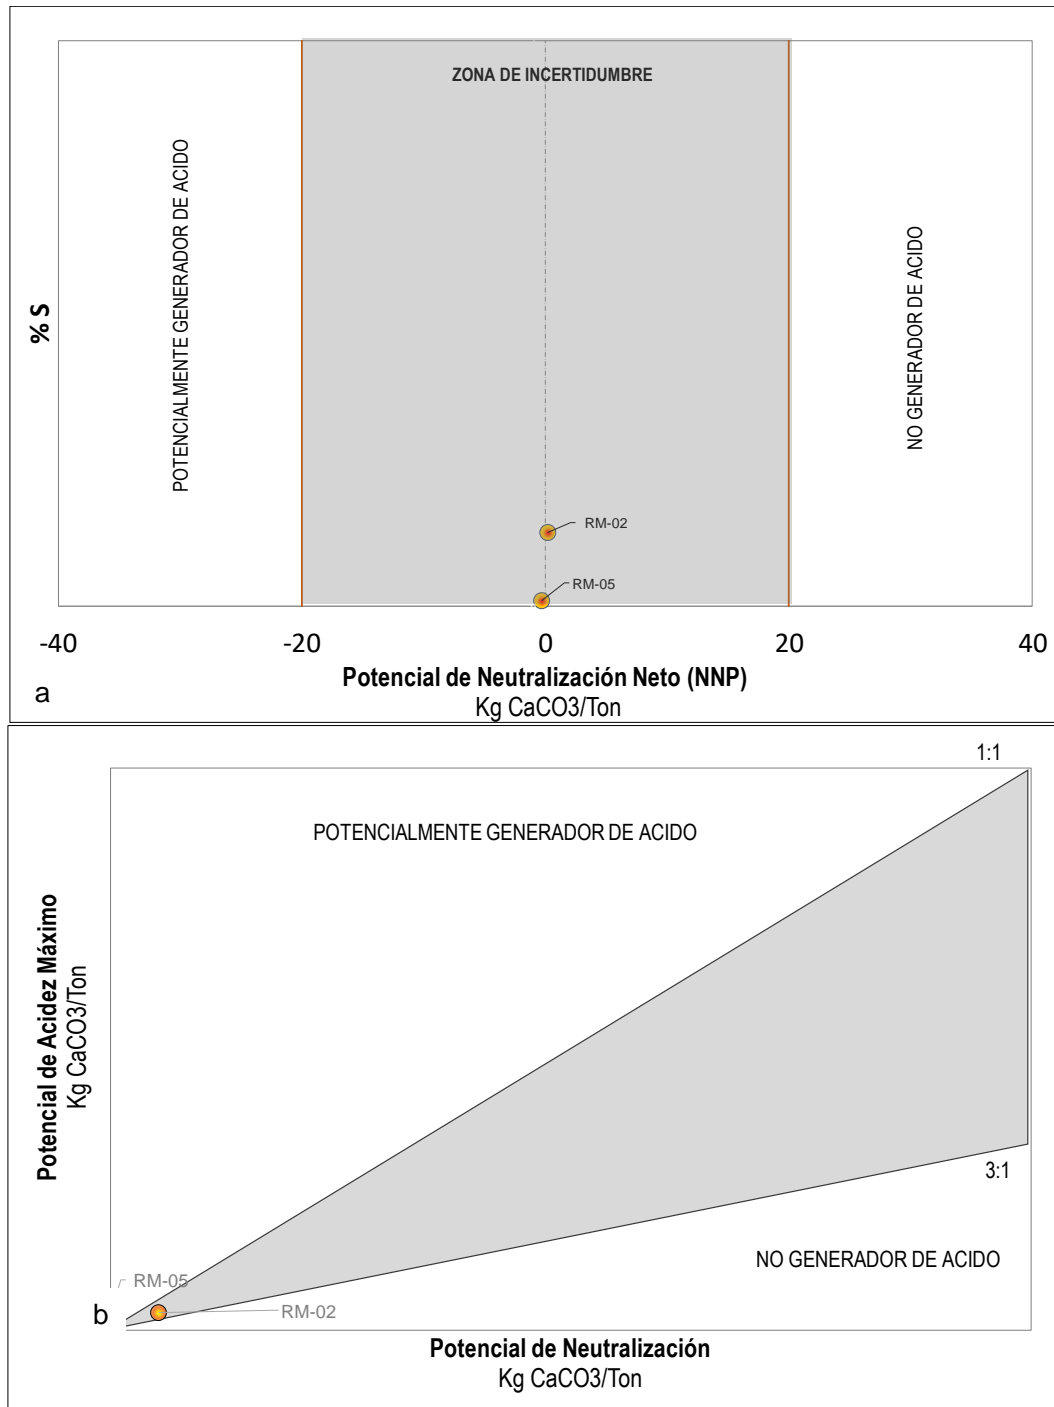 ZONA DE INCERTIDUMBRE
POTENCIALMENTE GENERADOR DE ACIDO
NO GENERADOR DE ACIDO
% S
RM-02
RM-05
-40
-20
0
20
40
Potencial de Neutralización Neto (NNP)
Kg CaCO3/Ton
a
1:1
POTENCIALMENTE GENERADOR DE ACIDO
Potencial de Acidez Máximo
Kg CaCO3/Ton
3:1
NO GENERADOR DE ACIDO
RM-05
RM-02
b
Potencial de Neutralización
Kg CaCO3/Ton